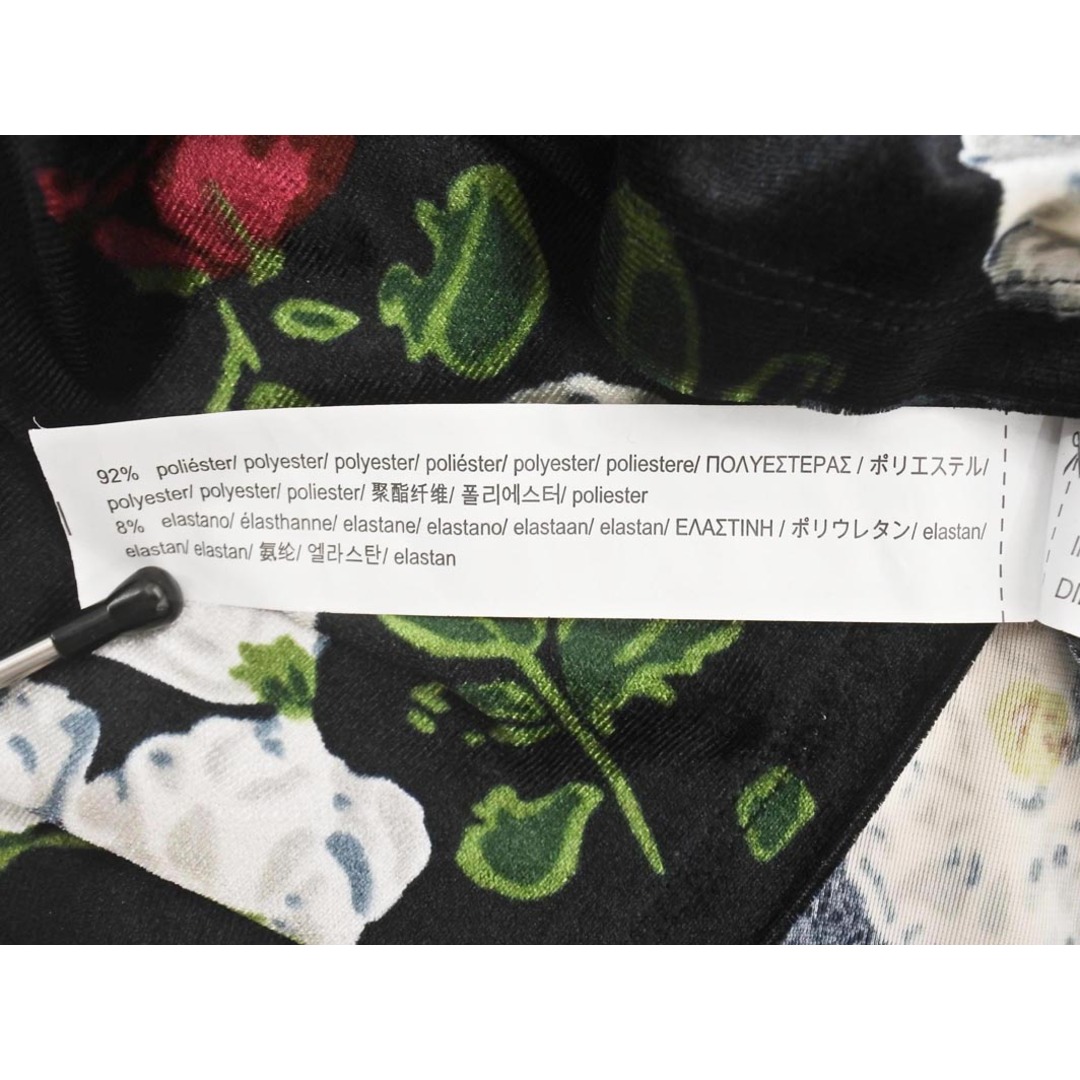 92% poliéster/ polyester/ polyester/ poliéster/ polyester/ poliestere/ ΠΟΛΥΕΣΤΕΡΑΣ / ポリエステル/
polyester/ polyester/ poliester/ 聚酯纤维/ 폴리에스터/ poliester
8% elastano/ élasthanne/ elastane/ elastano/ elastaan/ elastan/ ΕΛΑΣΤΙΝΗ / ポリウレタン/ elastan/
elastan/ elastan/ 氨纶/ 엘라스탄/ elastan